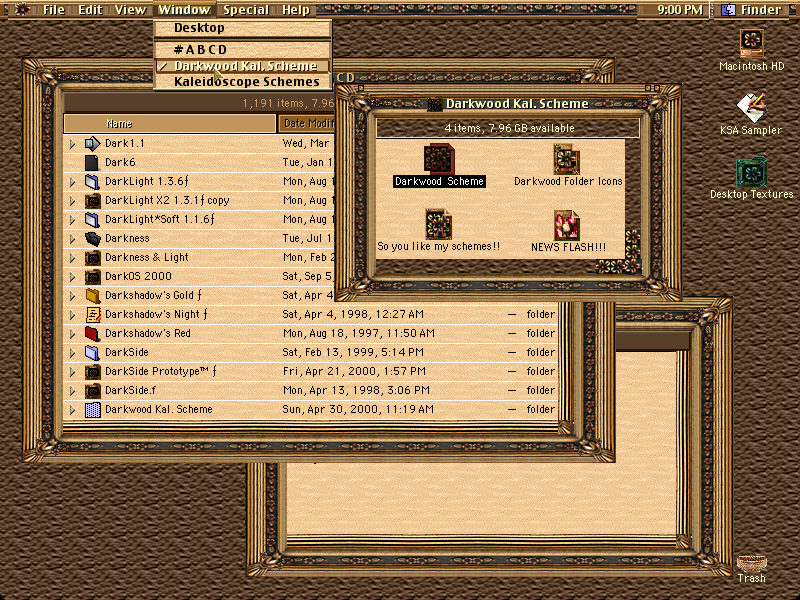 File Edit View Window Special Help 9:00 PM Finder
Desktop
#ABCD
✓ Darkwood Kal. Scheme
Kaleidoscope Schemes
CD
1,191 items, 7.96
Name Date Modif
Dark1.1 Wed, Mar
Dark6 Tue, Jan 1
DarkLight 1.3.6ƒ Mon, Aug 1
DarkLight X2 1.3.1ƒ copy Mon, Aug 1
DarkLight*Soft 1.1.6ƒ Mon, Aug 1
Darkness Tue, Jul 1
Darkness & Light Mon, Feb 2
DarkOS 2000 Sat, Sep 5
Darkshadow's Gold ƒ Sat, Apr 4
Darkshadow's Night ƒ Sat, Apr 4, 1998, 12:27 AM — folder
Darkshadow's Red Mon, Aug 18, 1997, 11:50 AM — folder
DarkSide Sat, Feb 13, 1999, 5:14 PM — folder
DarkSide Prototype™ ƒ Fri, Apr 21, 2000, 1:57 PM — folder
DarkSide.f Mon, Apr 13, 1998, 3:06 PM — folder
Darkwood Kal. Scheme Sun, Apr 30, 2000, 11:19 AM — folder
Darkwood Kal. Scheme
4 items, 7.96 GB available
Darkwood Scheme
Darkwood Folder Icons
So you like my schemes!!
NEWS FLASH!!!
Macintosh HD
KSA Sampler
Desktop Textures
Trash